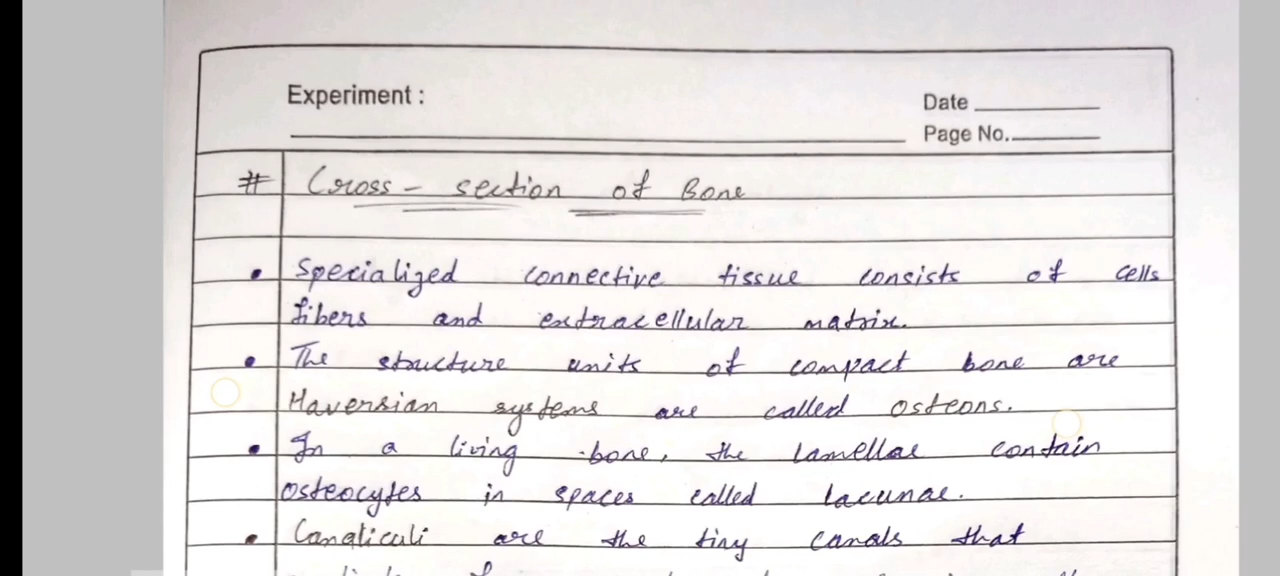 Experiment :
Date
Page No.
# Cross - section of Bone
• Specialized connective tissue consists of cells
fibers and extracellular matrix.
• The structure units of compact bone are
Haversian systems are called osteons.
• In a living bone, the lamellae contain
osteocytes in spaces called lacunae.
• Canaliculi are the tiny canals that